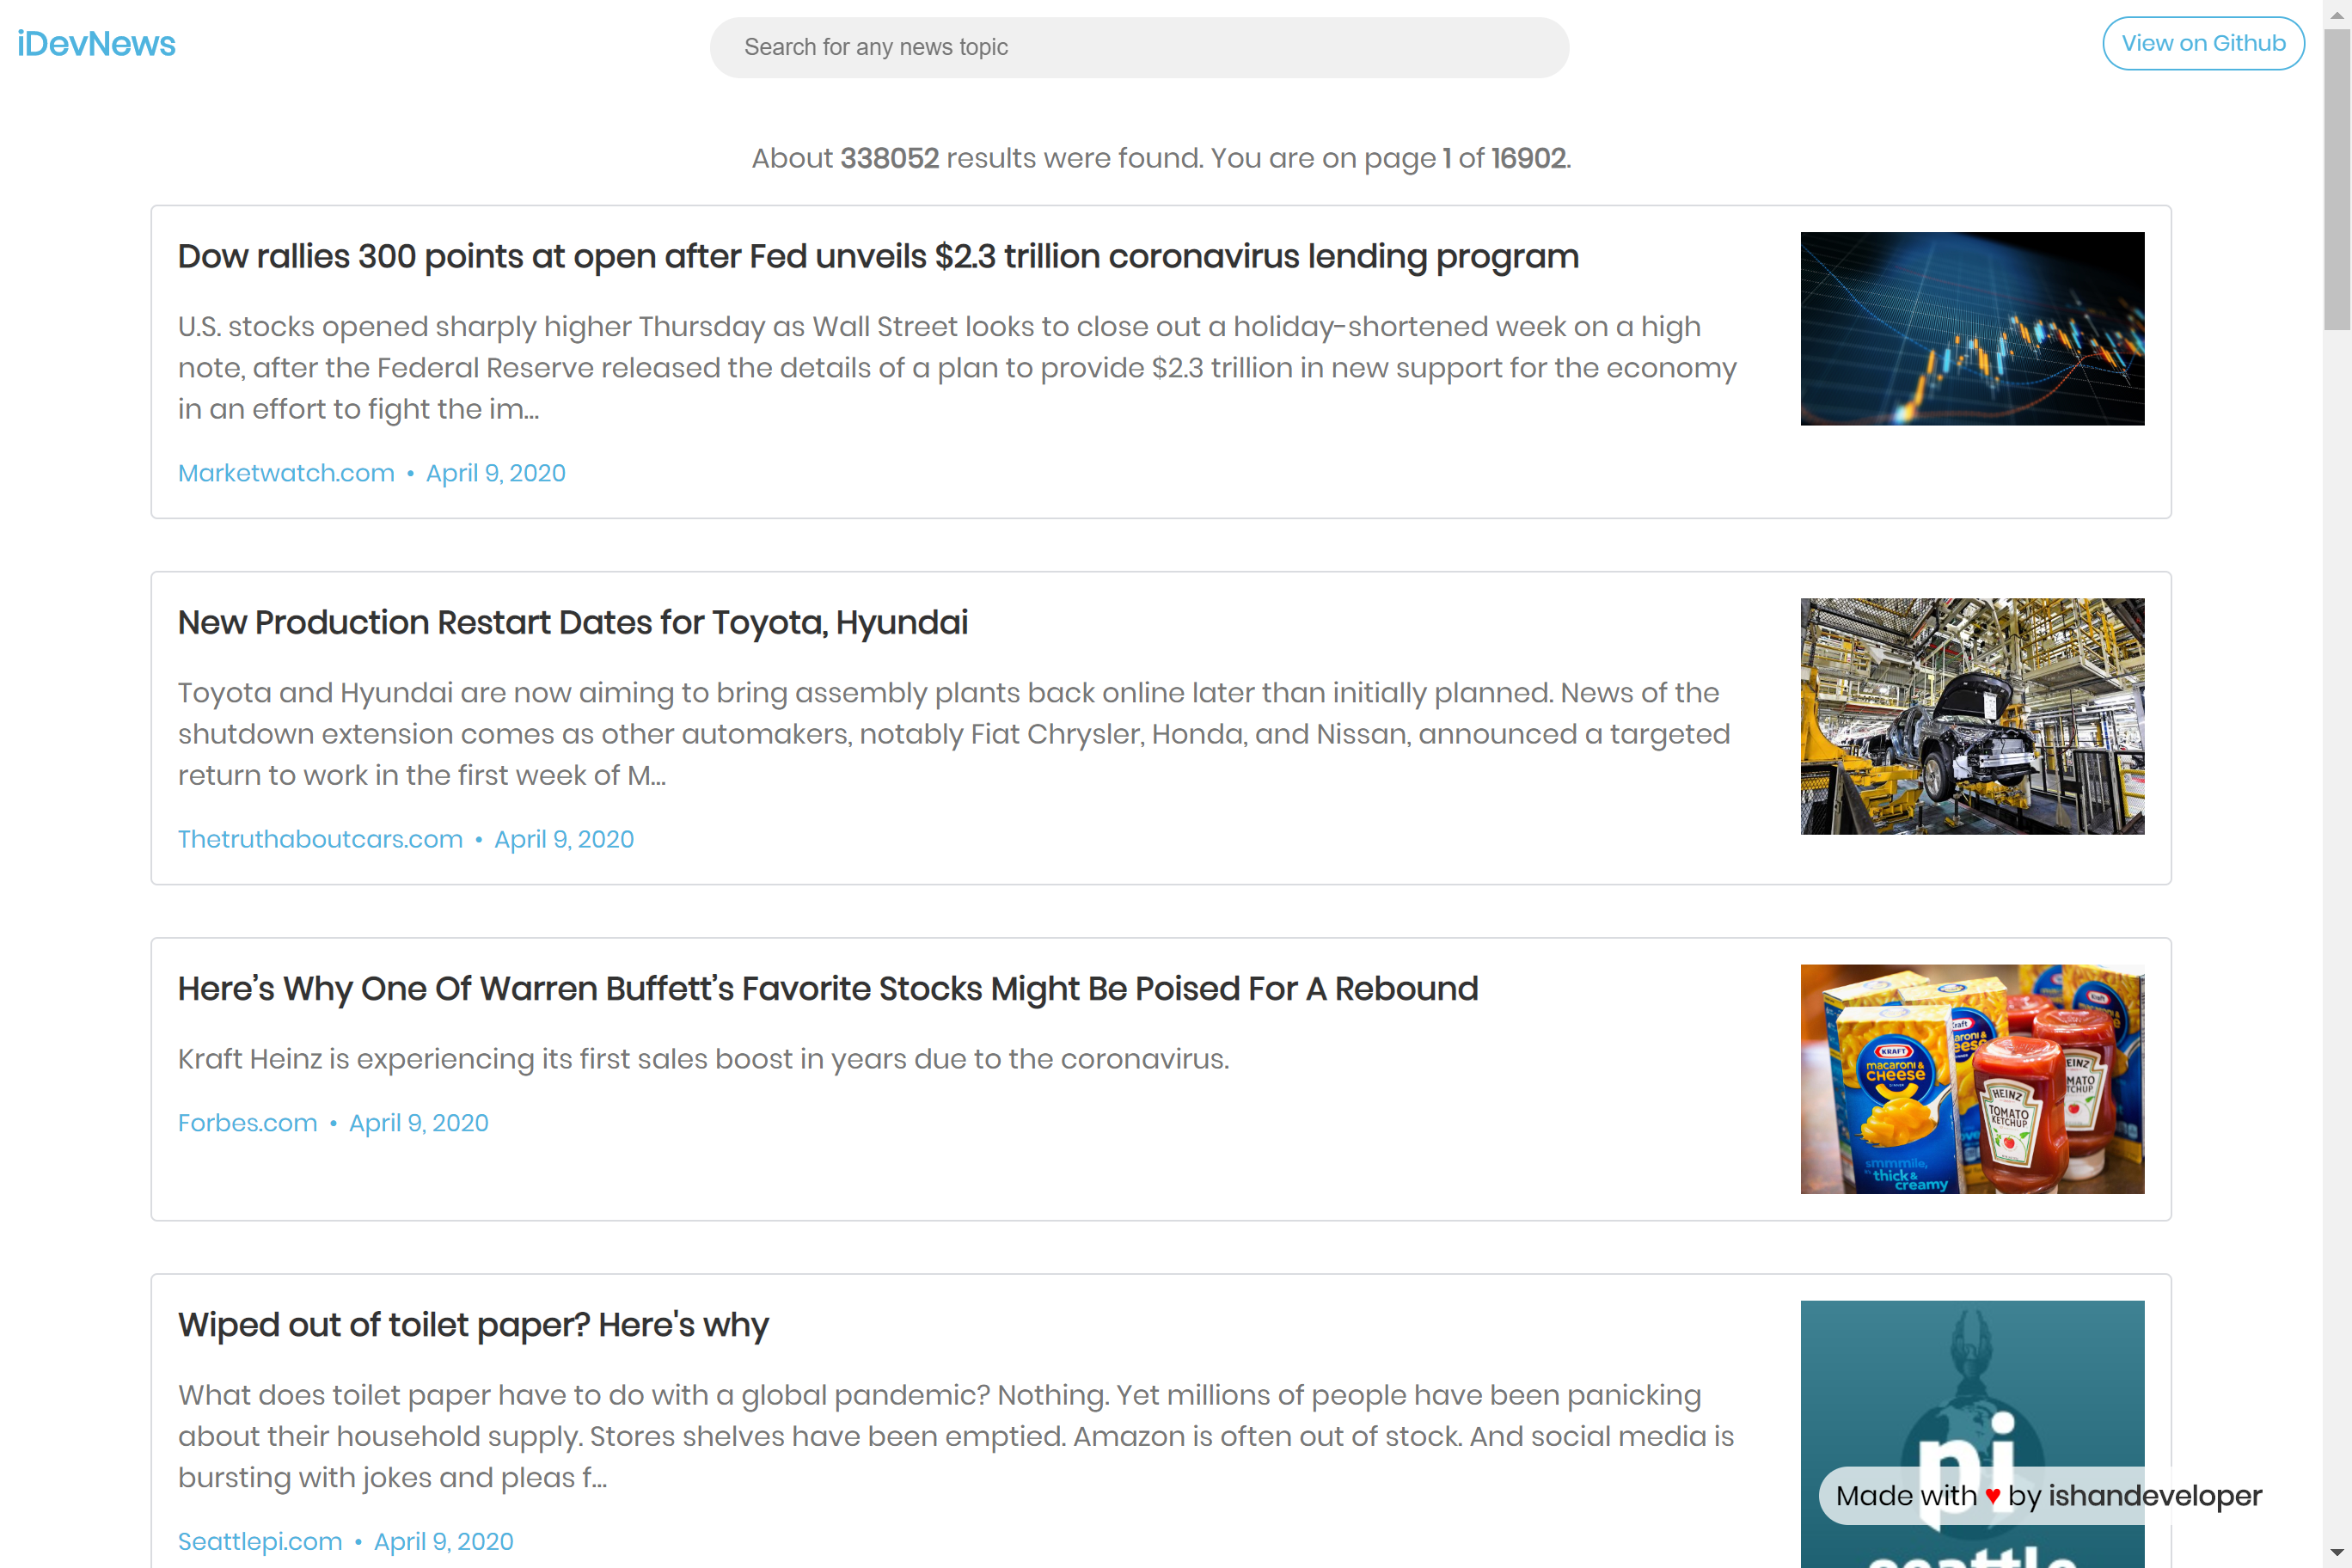 iDevNews
Search for any news topic
View on Github
About 338052 results were found. You are on page 1 of 16902.
Dow rallies 300 points at open after Fed unveils $2.3 trillion coronavirus lending program
U.S. stocks opened sharply higher Thursday as Wall Street looks to close out a holiday-shortened week on a high
note, after the Federal Reserve released the details of a plan to provide $2.3 trillion in new support for the economy
in an effort to fight the im...
Marketwatch.com • April 9, 2020
New Production Restart Dates for Toyota, Hyundai
Toyota and Hyundai are now aiming to bring assembly plants back online later than initially planned. News of the
shutdown extension comes as other automakers, notably Fiat Chrysler, Honda, and Nissan, announced a targeted
return to work in the first week of M...
Thetruthaboutcars.com • April 9, 2020
Here’s Why One Of Warren Buffett’s Favorite Stocks Might Be Poised For A Rebound
Kraft Heinz is experiencing its first sales boost in years due to the coronavirus.
Forbes.com • April 9, 2020
KRAFT
macaroni &
CHEESE
smmmile,
thick &
creamy
HEINZ
TOMATO
KETCHUP
Wiped out of toilet paper? Here's why
What does toilet paper have to do with a global pandemic? Nothing. Yet millions of people have been panicking
about their household supply. Stores shelves have been emptied. Amazon is often out of stock. And social media is
bursting with jokes and pleas f...
Seattlepi.com • April 9, 2020
pi
seattle
Made with ♥ by ishandeveloper